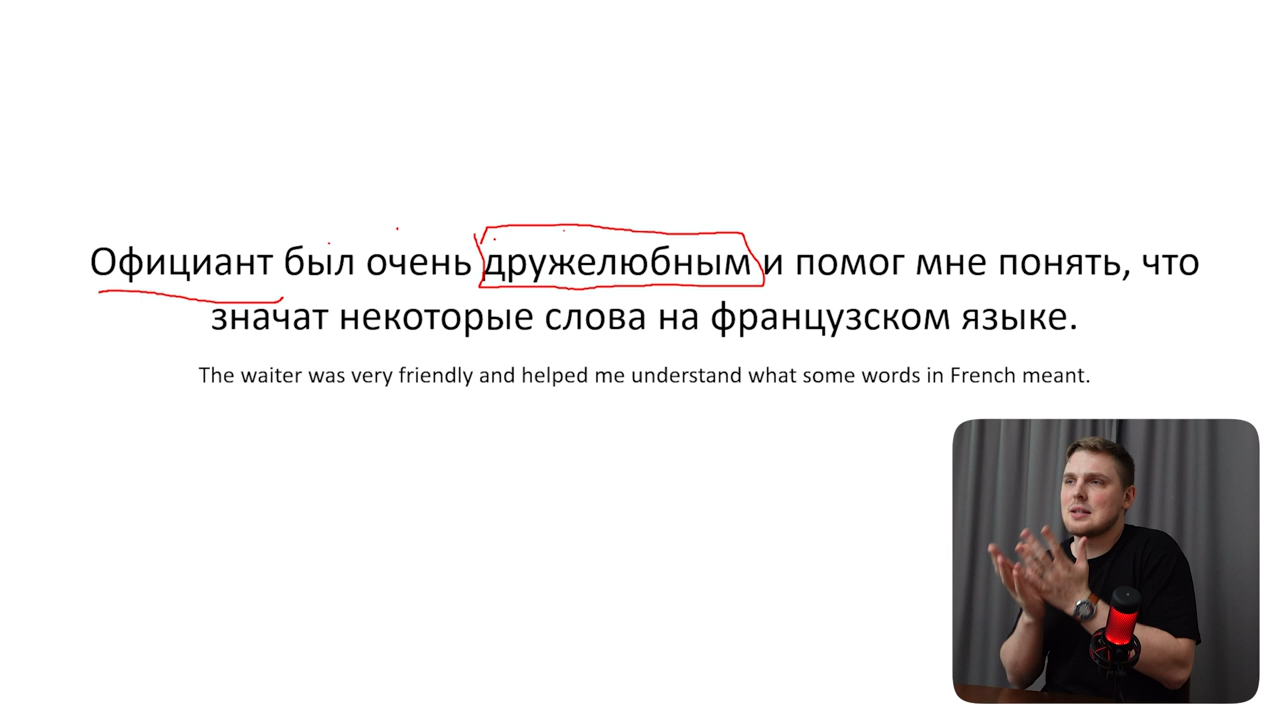 Официант был очень дружелюбным и помог мне понять, что
значат некоторые слова на французском языке.
The waiter was very friendly and helped me understand what some words in French meant.